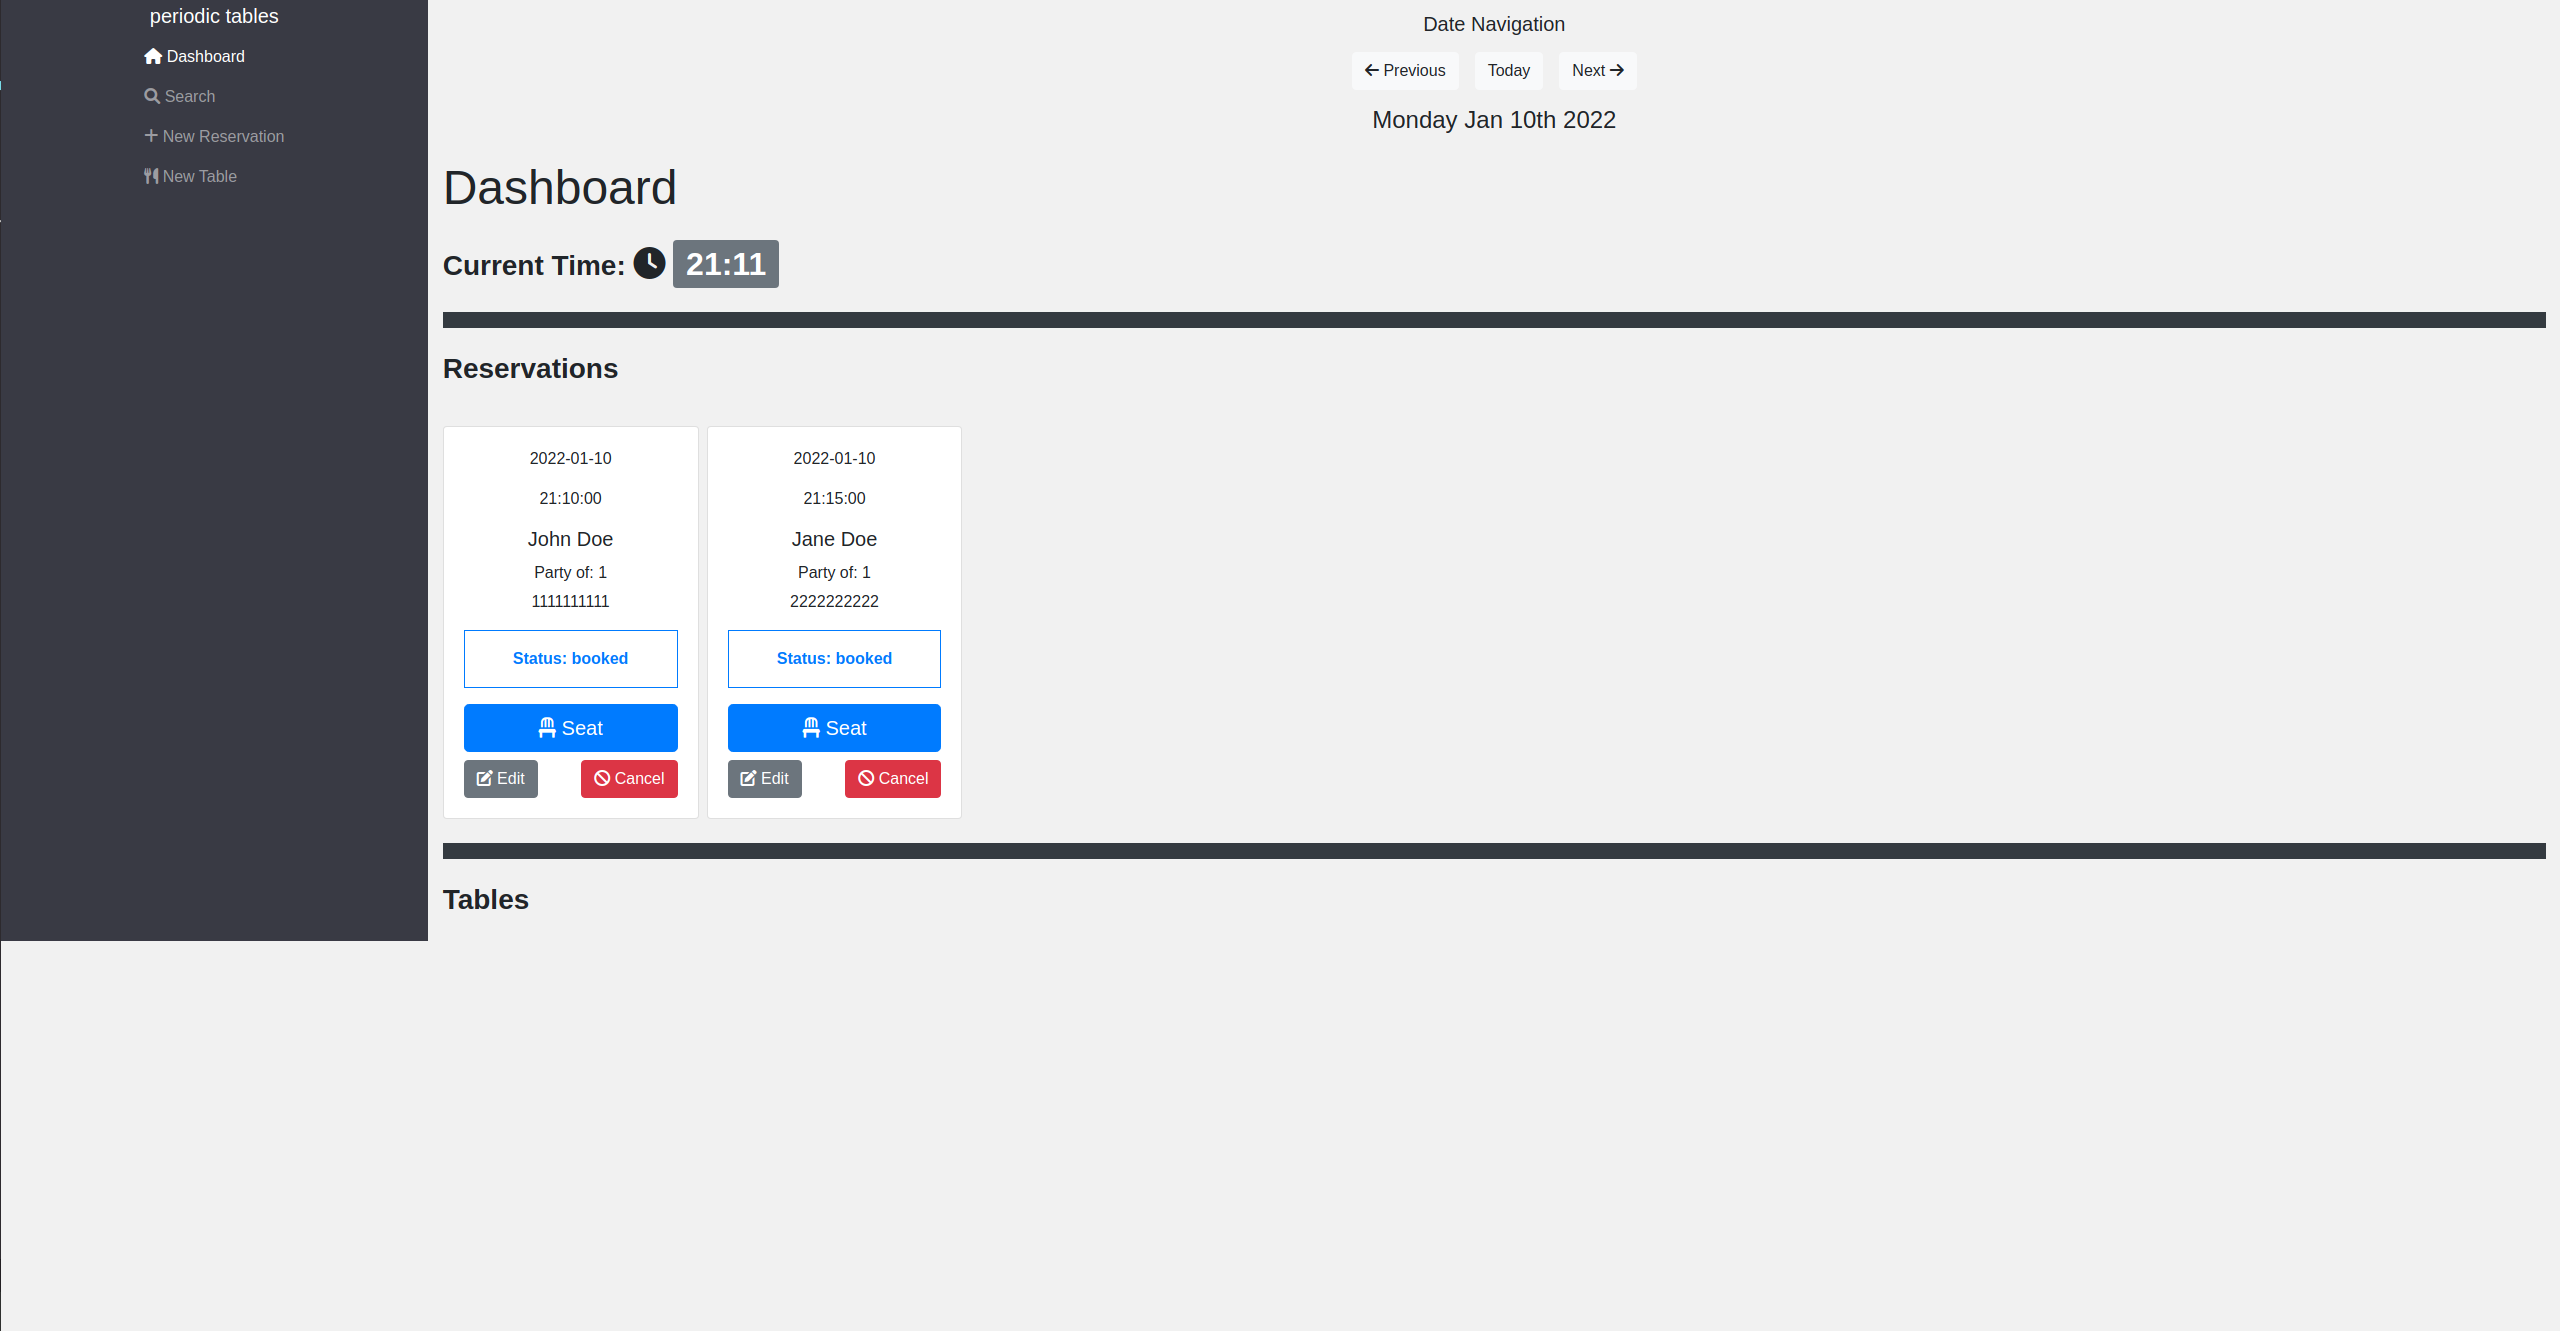 periodic tables
Dashboard
Search
New Reservation
New Table
Date Navigation
Previous Today Next
Monday Jan 10th 2022
Dashboard
Current Time: 21:11
Reservations
2022-01-10
21:10:00
John Doe
Party of: 1
1111111111
Status: booked
Seat
Edit Cancel
2022-01-10
21:15:00
Jane Doe
Party of: 1
2222222222
Status: booked
Seat
Edit Cancel
Tables